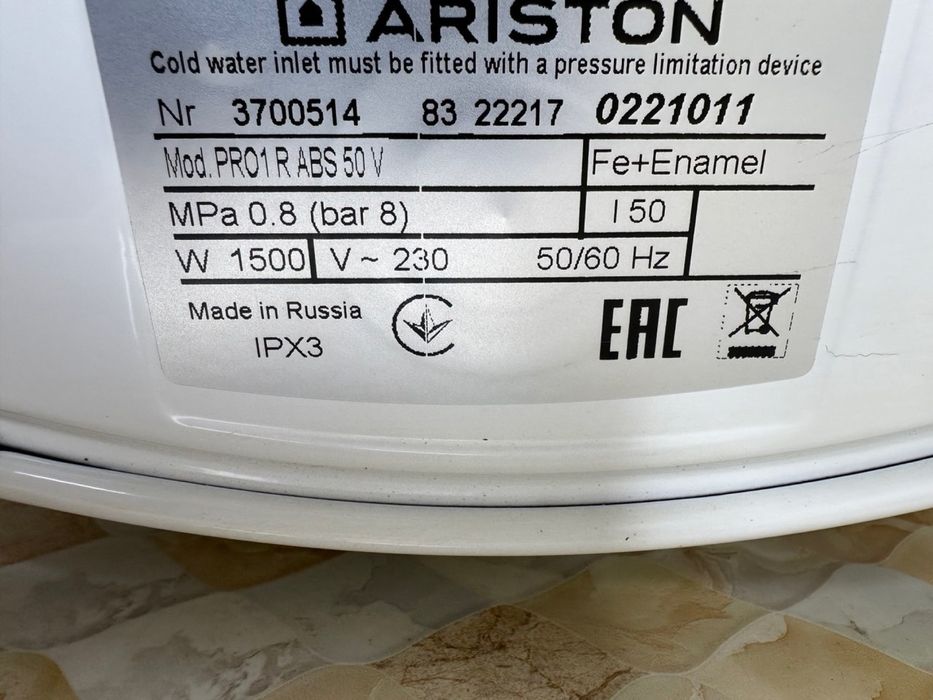 ARISTON
Cold water inlet must be fitted with a pressure limitation device
Nr 3700514 83 22217 0221011
Mod. PRO1 R ABS 50 V Fe+Enamel
MPa 0.8 (bar 8) l 50
W 1500 V ~ 230 50/60 Hz
Made in Russia
IPX3
EAC